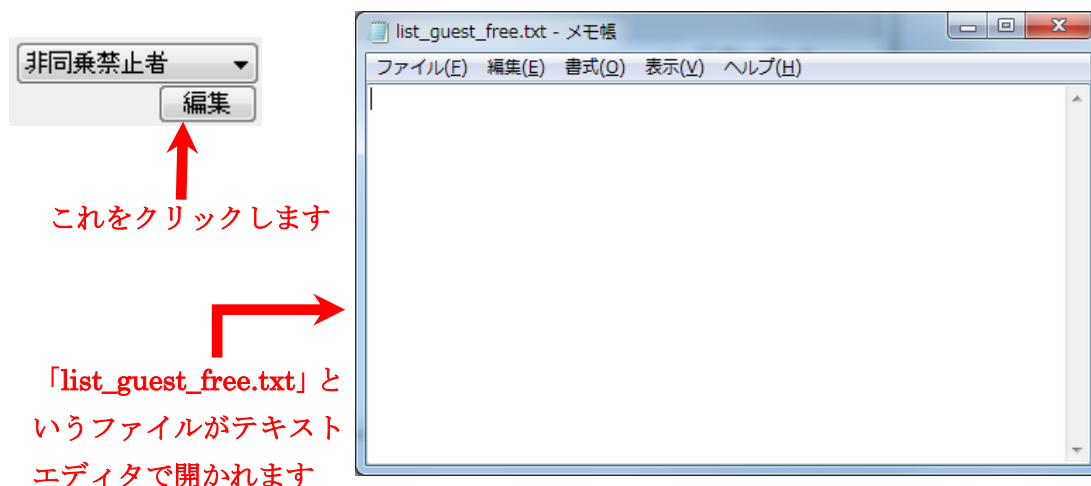 非同乗禁止者
編集
これをクリックします
list_guest_free.txt - メモ帳
ファイル(F) 編集(E) 書式(O) 表示(V) ヘルプ(H)
「list_guest_free.txt」と
いうファイルがテキスト
エディタで開かれます